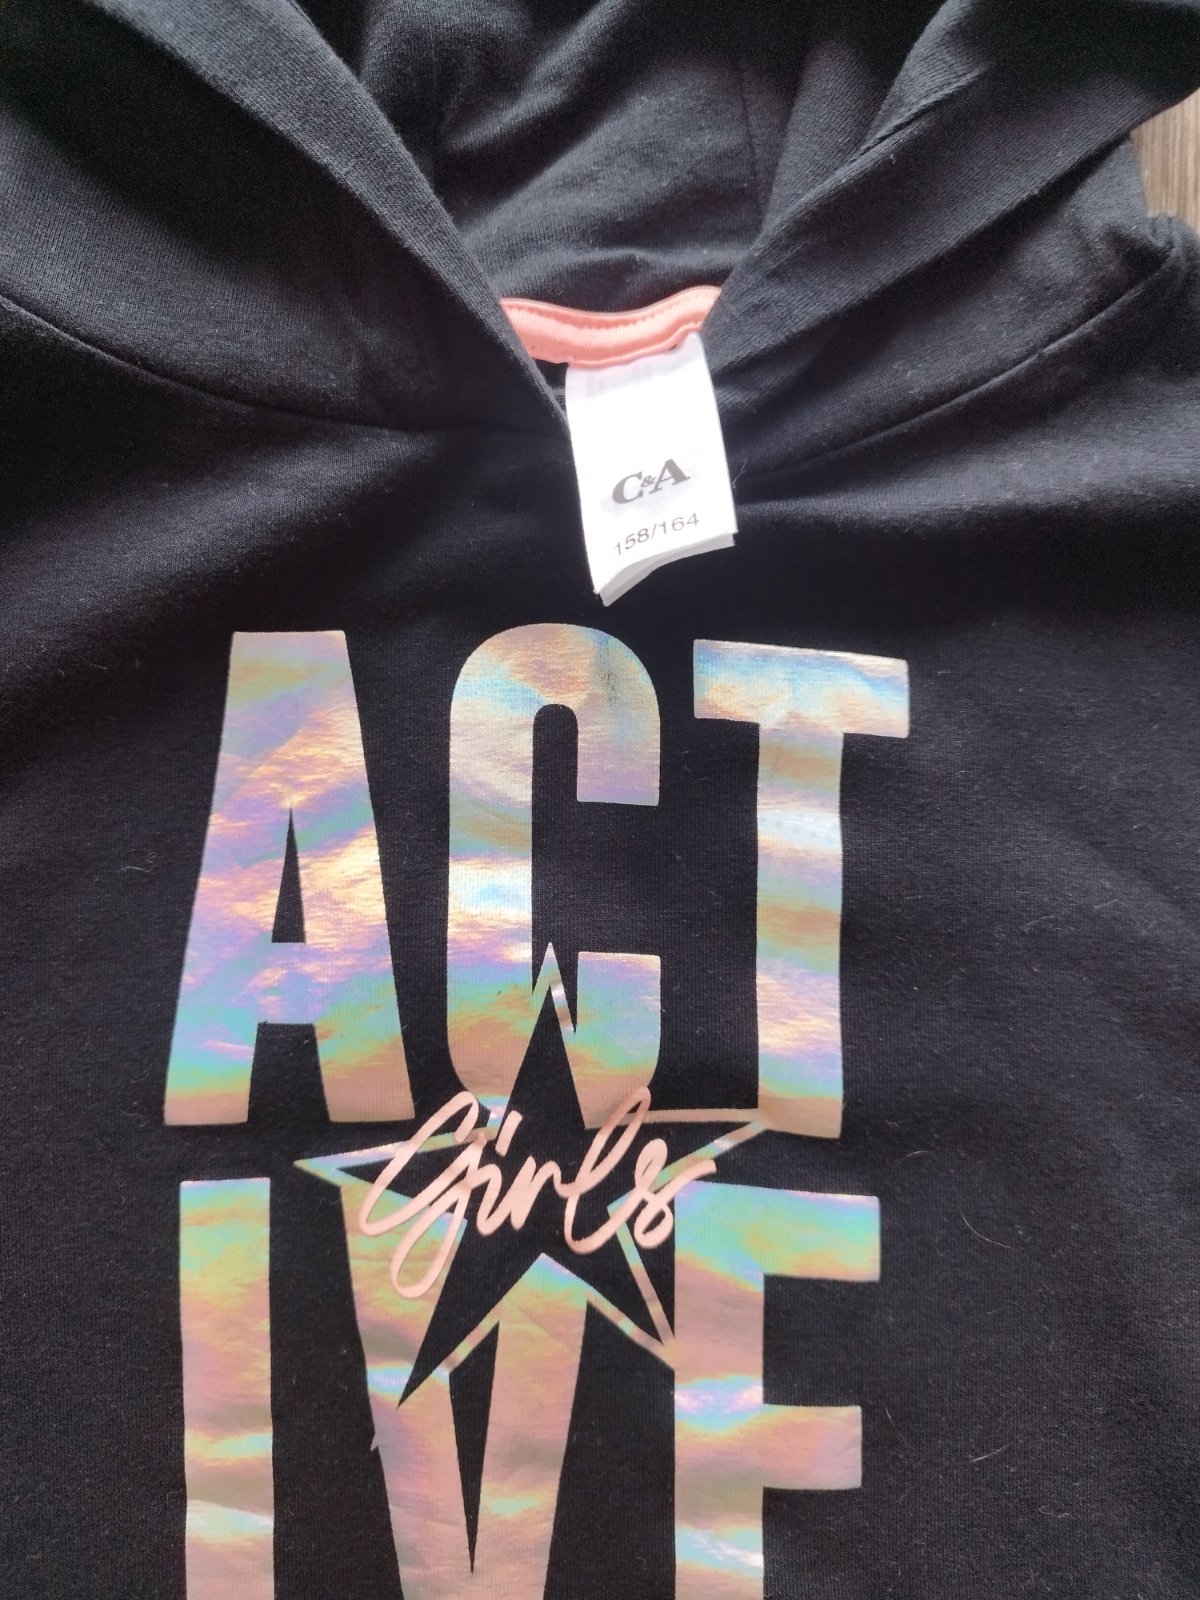 C&A
158/164
ACT
Girls
IVE